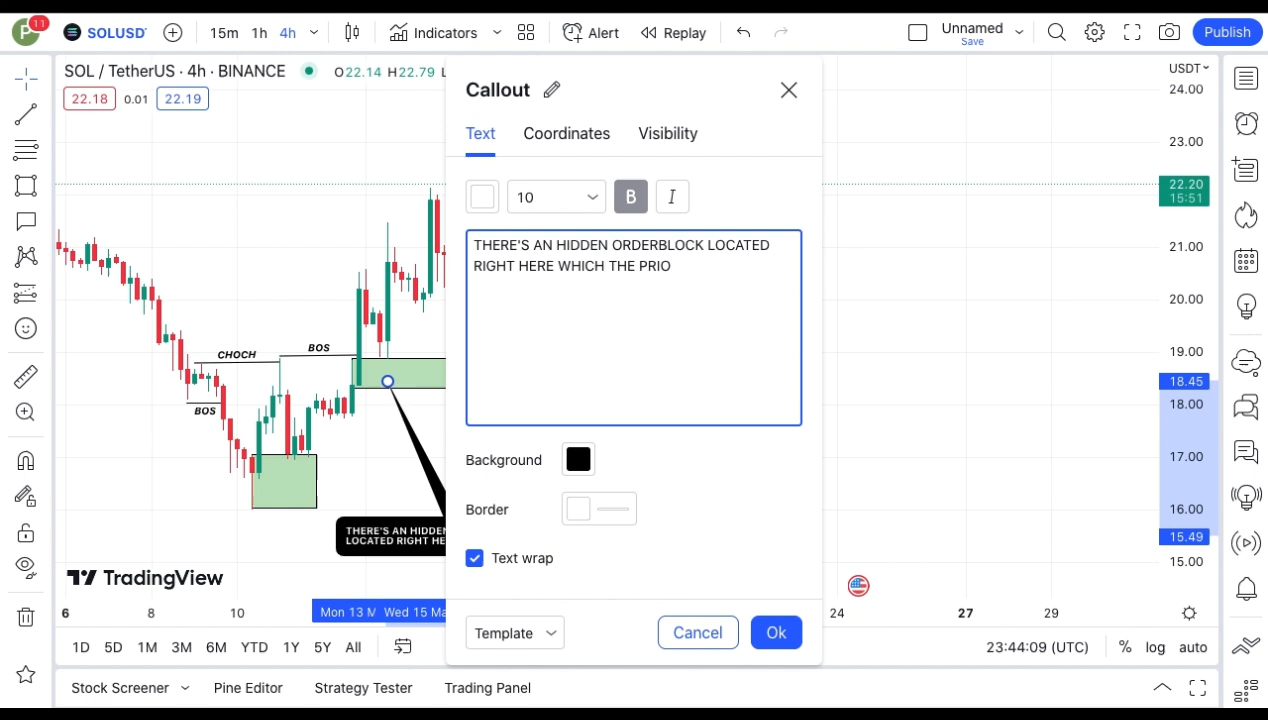 P 11 SOLUSD 15m 1h 4h Indicators Alert Replay Unnamed Save Publish
SOL / TetherUS · 4h · BINANCE O22.14 H22.79
22.18 0.01 22.19
USDT
24.00
23.00
22.20
15:51
21.00
20.00
19.00
18.45
18.00
17.00
16.00
15.49
15.00
CHOCH
BOS
BOS
THERE'S AN HIDDEN
LOCATED RIGHT HE
TradingView
Callout
Text Coordinates Visibility
10 B I
THERE'S AN HIDDEN ORDERBLOCK LOCATED
RIGHT HERE WHICH THE PRIO
Background
Border
Text wrap
Template Cancel Ok
6 8 10 Mon 13 M Wed 15 Ma 24 27 29
1D 5D 1M 3M 6M YTD 1Y 5Y All 23:44:09 (UTC) % log auto
Stock Screener Pine Editor Strategy Tester Trading Panel